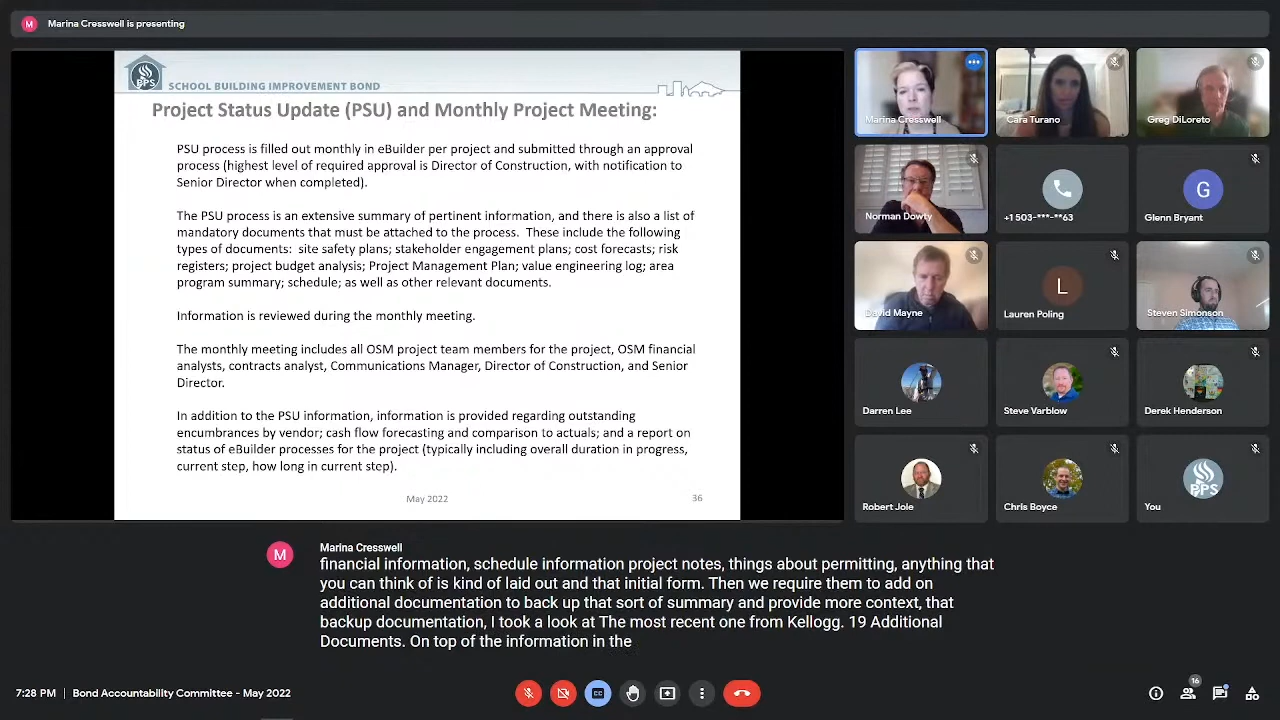 M
Marina Cresswell is presenting
PPS
SCHOOL BUILDING IMPROVEMENT BOND
Project Status Update (PSU) and Monthly Project Meeting:
PSU process is filled out monthly in eBuilder per project and submitted through an approval
process (highest level of required approval is Director of Construction, with notification to
Senior Director when completed).
The PSU process is an extensive summary of pertinent information, and there is also a list of
mandatory documents that must be attached to the process.  These include the following
types of documents:  site safety plans; stakeholder engagement plans; cost forecasts; risk
registers; project budget analysis; Project Management Plan; value engineering log; area
program summary; schedule; as well as other relevant documents.
Information is reviewed during the monthly meeting.
The monthly meeting includes all OSM project team members for the project, OSM financial
analysts, contracts analyst, Communications Manager, Director of Construction, and Senior
Director.
In addition to the PSU information, information is provided regarding outstanding
encumbrances by vendor; cash flow forecasting and comparison to actuals; and a report on
status of eBuilder processes for the project (typically including overall duration in progress,
current step, how long in current step).
May 2022
36
Marina Cresswell
Cara Turano
Greg DiLoreto
Norman Dowty
+1 503-***-**63
G
Glenn Bryant
David Mayne
L
Lauren Poling
Steven Simonson
Darren Lee
Steve Varblow
Derek Henderson
Robert Jole
Chris Boyce
PPS
You
M
Marina Cresswell
financial information, schedule information project notes, things about permitting, anything that
you can think of is kind of laid out and that initial form. Then we require them to add on
additional documentation to back up that sort of summary and provide more context, that
backup documentation, I took a look at The most recent one from Kellogg. 19 Additional
Documents. On top of the information in the
7:28 PM | Bond Accountability Committee - May 2022
CC
16